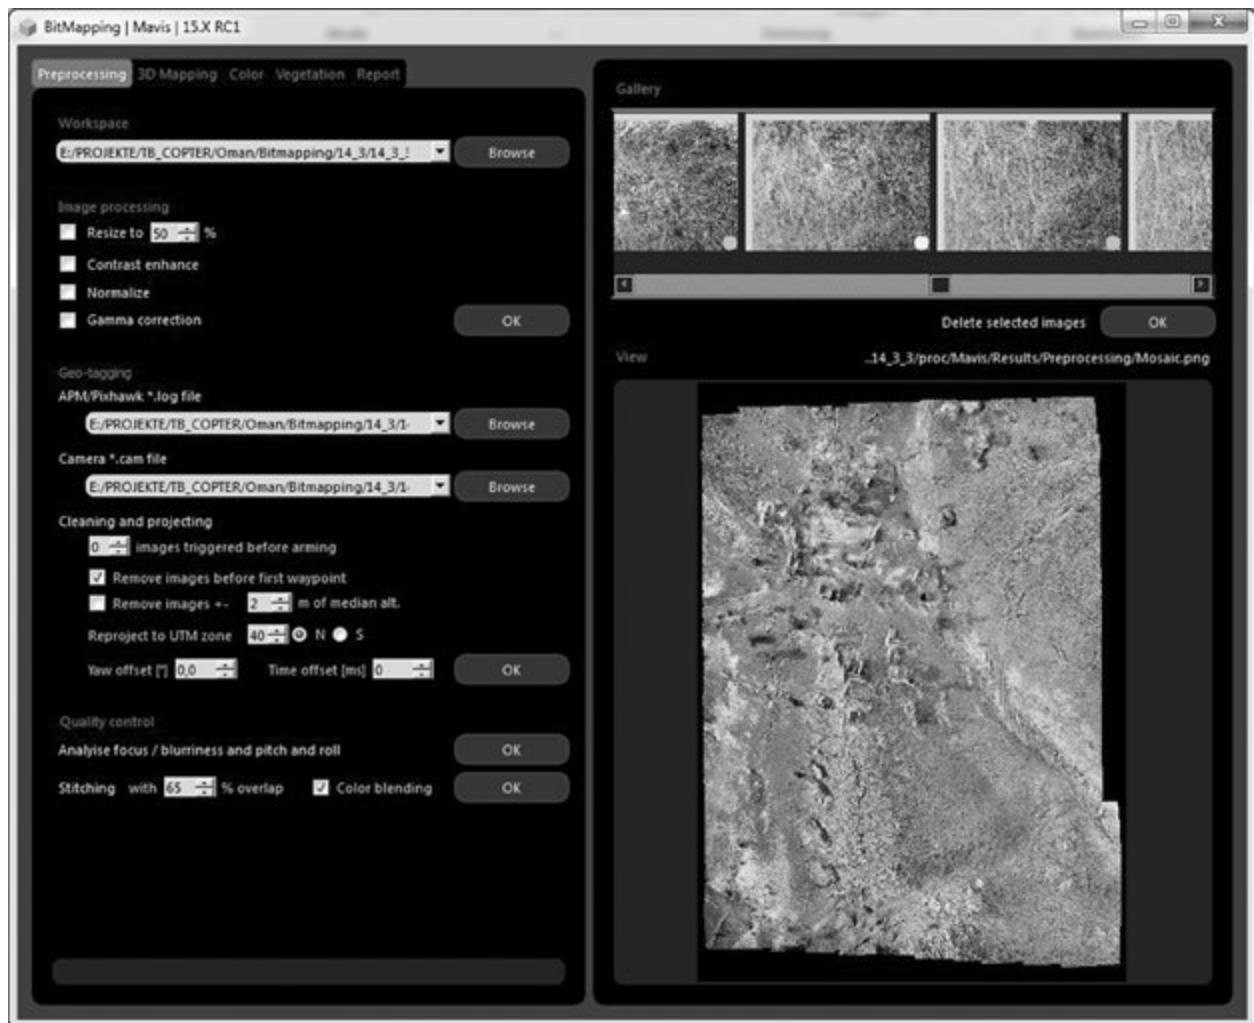 BitMapping | Mavis | 15.X RC1
Preprocessing 3D Mapping Color Vegetation Report
Workspace
E:/PROJEKTE/TB_COPTER/Oman/Bitmapping/14_3/14_3_ Browse
Image processing
Resize to 50 %
Contrast enhance
Normalize
Gamma correction OK
Geo-tagging
APM/Pixhawk *.log file
E:/PROJEKTE/TB_COPTER/Oman/Bitmapping/14_3/1 Browse
Camera *.cam file
E:/PROJEKTE/TB_COPTER/Oman/Bitmapping/14_3/1 Browse
Cleaning and projecting
0 images triggered before arming
Remove images before first waypoint
Remove images +- 2 m of median alt.
Reproject to UTM zone 40 N S
Yaw offset [°] 0,0 Time offset [ms] 0 OK
Quality control
Analyise focus / blurriness and pitch and roll OK
Stitching with 65 % overlap Color blending OK
Gallery
Delete selected images OK
View ..14_3_3/proc/Mavis/Results/Preprocessing/Mosaic.png